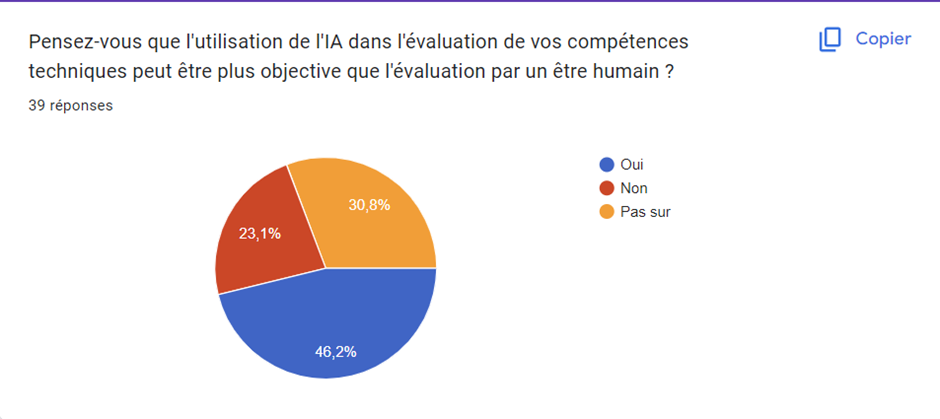 Pensez-vous que l'utilisation de l'IA dans l'évaluation de vos compétences
techniques peut être plus objective que l'évaluation par un être humain ?
Copier
39 réponses
Oui
Non
Pas sur
30,8%
23,1%
46,2%